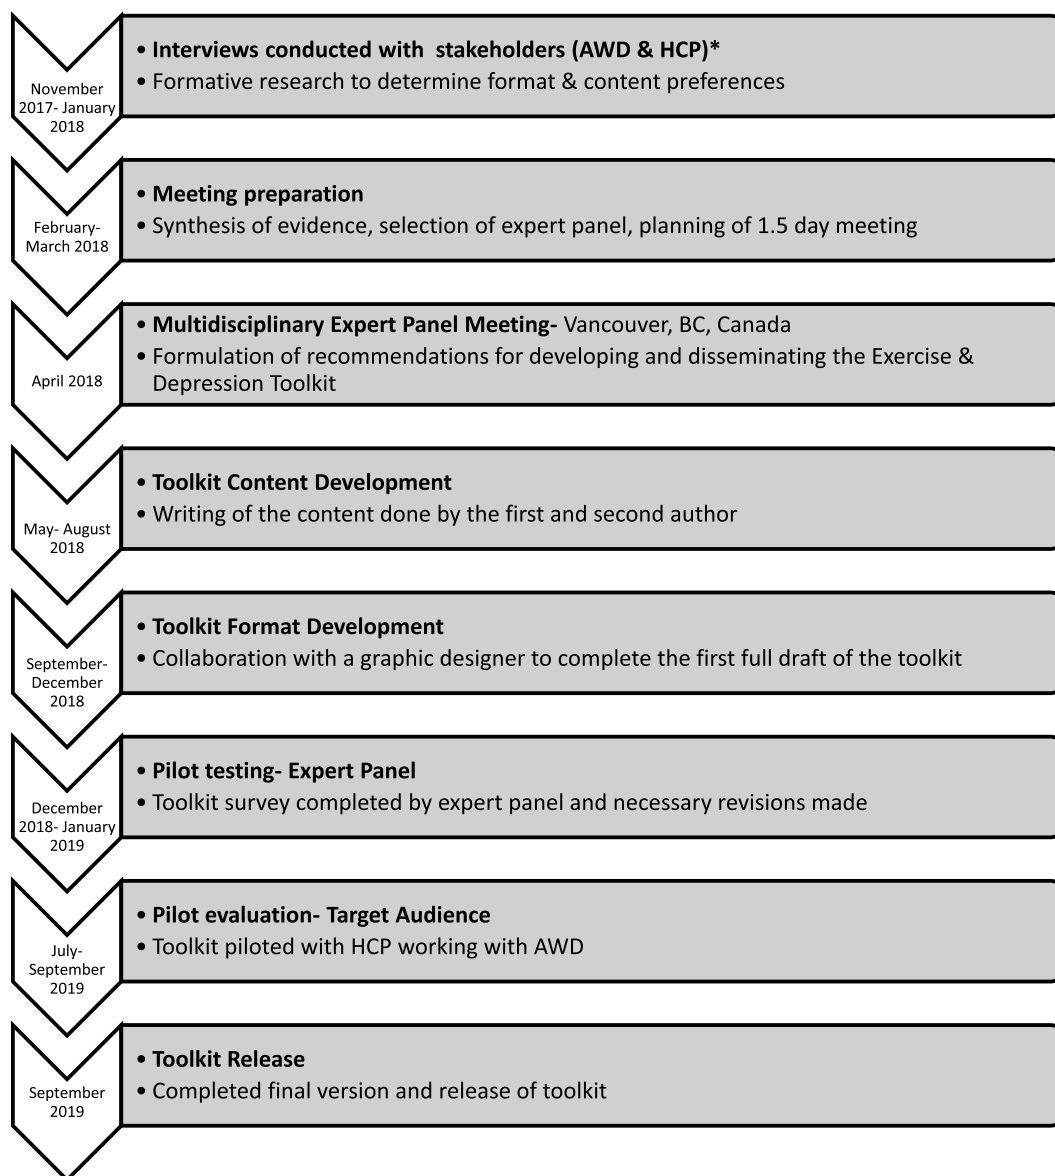 • Interviews conducted with stakeholders (AWD & HCP)*
• Formative research to determine format & content preferences
November
2017- January
2018
• Meeting preparation
• Synthesis of evidence, selection of expert panel, planning of 1.5 day meeting
February-
March 2018
• Multidisciplinary Expert Panel Meeting- Vancouver, BC, Canada
• Formulation of recommendations for developing and disseminating the Exercise &
Depression Toolkit
April 2018
• Toolkit Content Development
• Writing of the content done by the first and second author
May- August
2018
• Toolkit Format Development
• Collaboration with a graphic designer to complete the first full draft of the toolkit
September-
December
2018
• Pilot testing- Expert Panel
• Toolkit survey completed by expert panel and necessary revisions made
December
2018- January
2019
• Pilot evaluation- Target Audience
• Toolkit piloted with HCP working with AWD
July-
September
2019
• Toolkit Release
• Completed final version and release of toolkit
September
2019